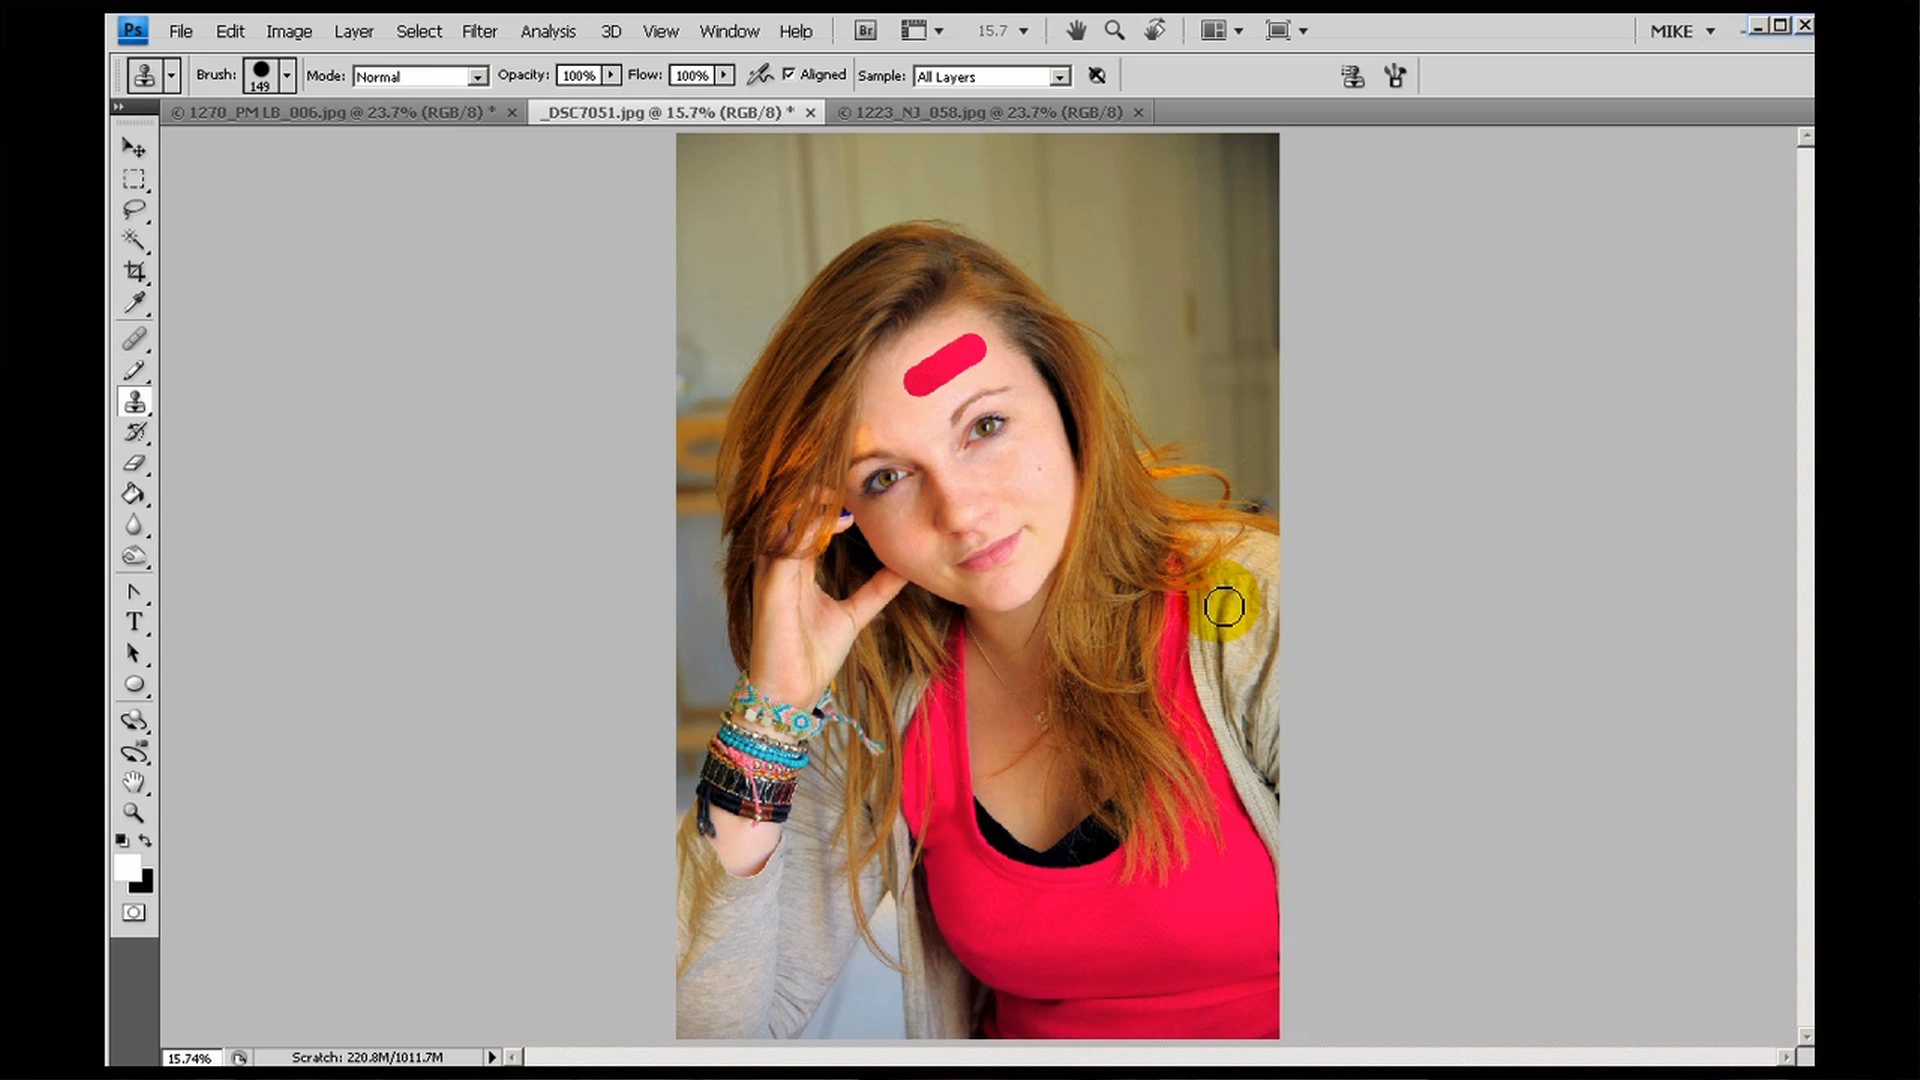 Ps File Edit Image Layer Select Filter Analysis 3D View Window Help Br 15.7 MIKE
Brush: 149 Mode: Normal Opacity: 100% Flow: 100% Aligned Sample: All Layers
© 1270_PM LB_006.jpg @ 23.7% (RGB/8) * _DSC7051.jpg @ 15.7% (RGB/8) * © 1223_NJ_058.jpg @ 23.7% (RGB/8)
T
15.74% Scratch: 220.8M/1011.7M